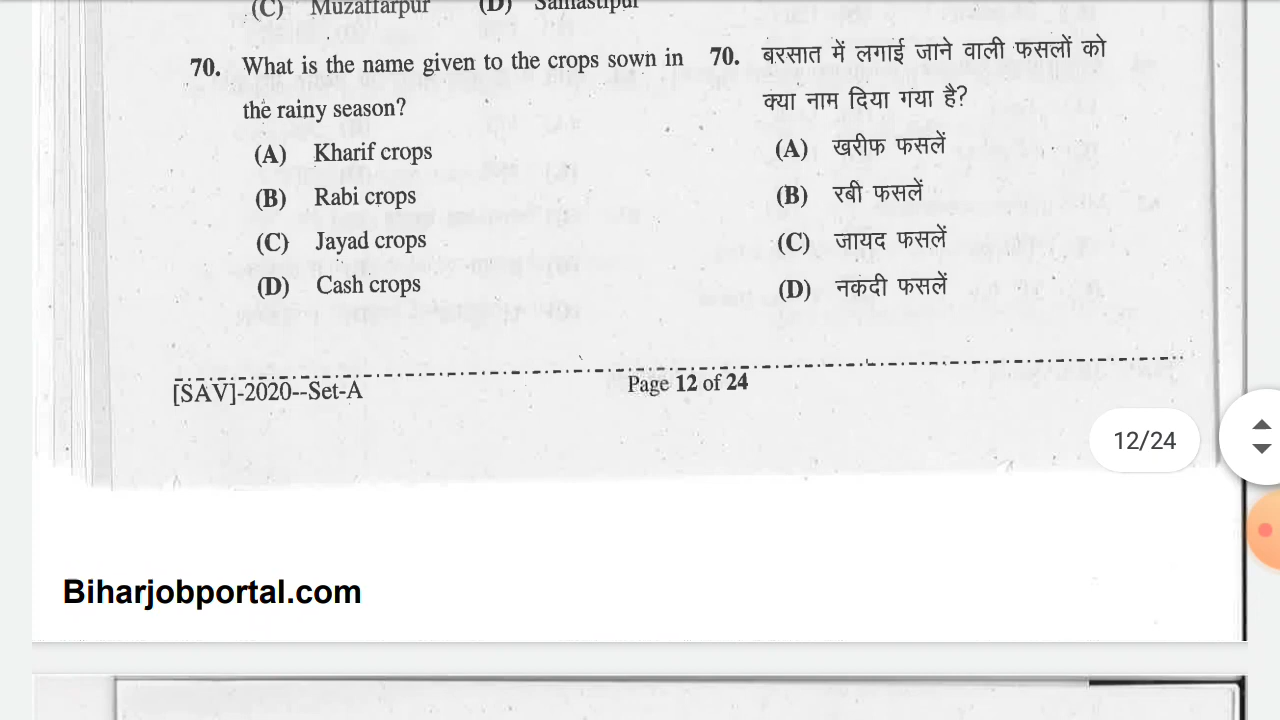 (C) Muzaffarpur (D) Samastipur
70. What is the name given to the crops sown in
the rainy season?
(A) Kharif crops
(B) Rabi crops
(C) Jayad crops
(D) Cash crops
70. बरसात में लगाई जाने वाली फसलों को
क्या नाम दिया गया है?
(A) खरीफ फसलें
(B) रबी फसलें
(C) जायद फसलें
(D) नकदी फसलें
[SAV]-2020--Set-A Page 12 of 24
12/24
Biharjobportal.com